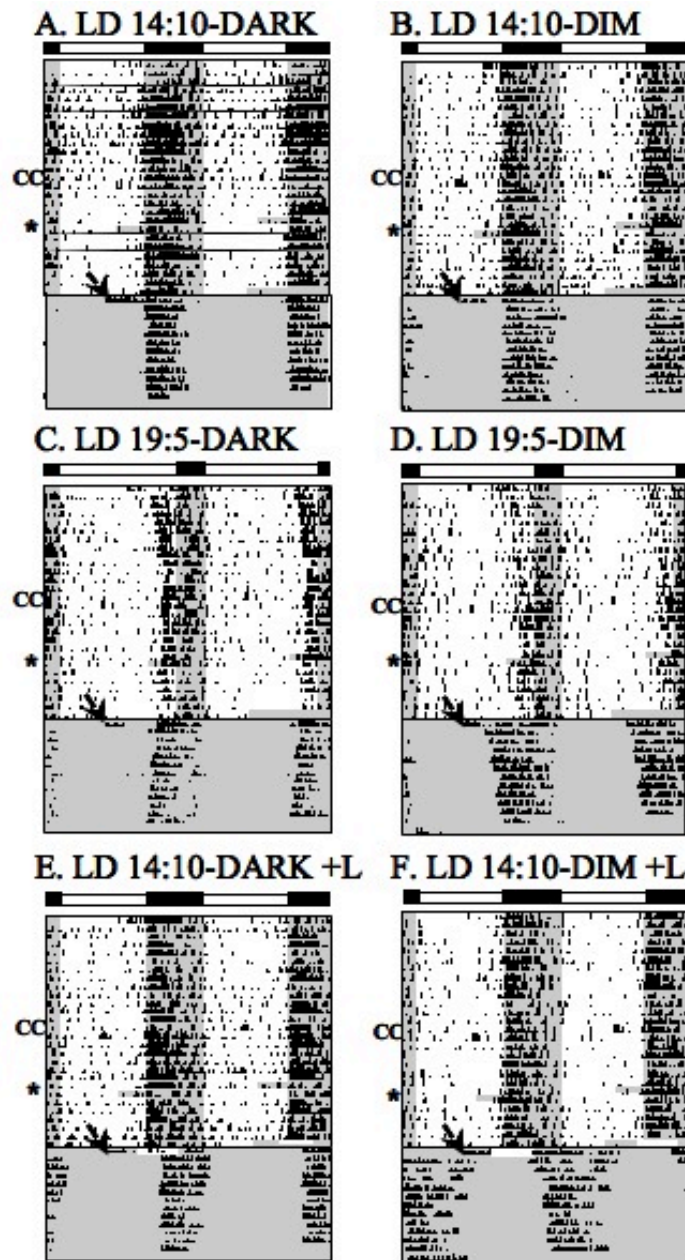 A. LD 14:10-DARK
B. LD 14:10-DIM
CC
*
CC
*
C. LD 19:5-DARK
D. LD 19:5-DIM
CC
*
CC
*
E. LD 14:10-DARK +L
F. LD 14:10-DIM +L
CC
*
CC
*